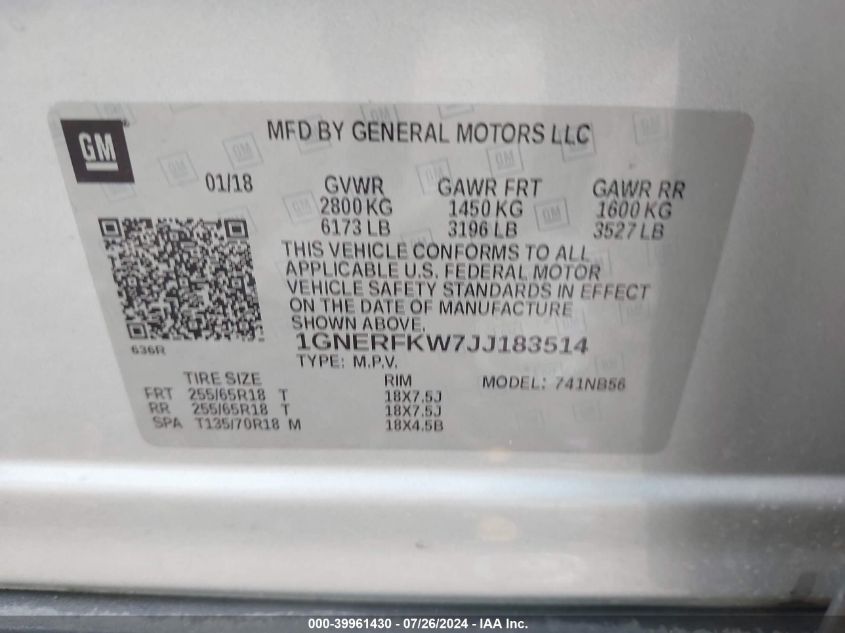 GM
MFD BY GENERAL MOTORS LLC
01/18 GVWR GAWR FRT GAWR RR
2800 KG 1450 KG 1600 KG
6173 LB 3196 LB 3527 LB
THIS VEHICLE CONFORMS TO ALL
APPLICABLE U.S. FEDERAL MOTOR
VEHICLE SAFETY STANDARDS IN EFFECT
ON THE DATE OF MANUFACTURE
SHOWN ABOVE.
636R 1GNERFKW7JJ183514
TYPE: M.P.V.
TIRE SIZE RIM MODEL: 741NB56
FRT 255/65R18 T 18X7.5J
RR 255/65R18 T 18X7.5J
SPA T135/70R18 M 18X4.5B
000-39961430 - 07/26/2024 - IAA Inc.